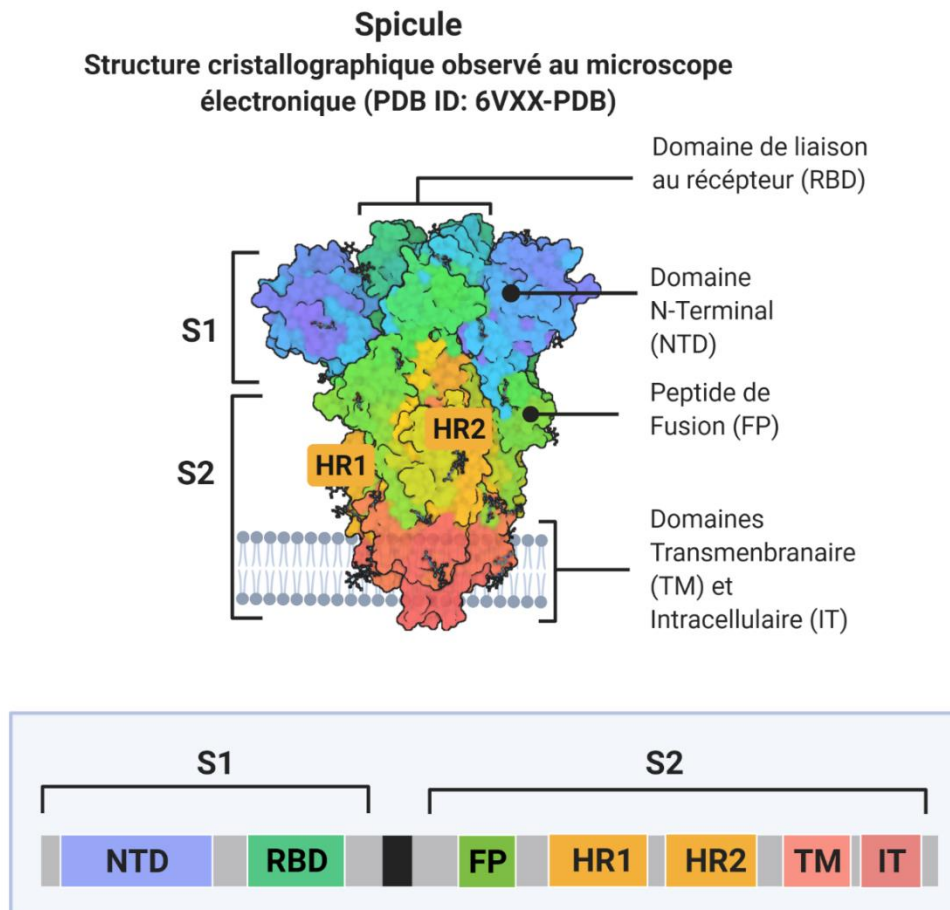 Spicule
Structure cristallographique observé au microscope
électronique (PDB ID: 6VXX-PDB)
Domaine de liaison
au récépteur (RBD)
S1
Domaine
N-Terminal
(NTD)
Peptide de
Fusion (FP)
HR2
HR1
S2
Domaines
Transmenbranaire
(TM) et
Intracellulaire (IT)
S1
S2
NTD
RBD
FP
HR1
HR2
TM
IT